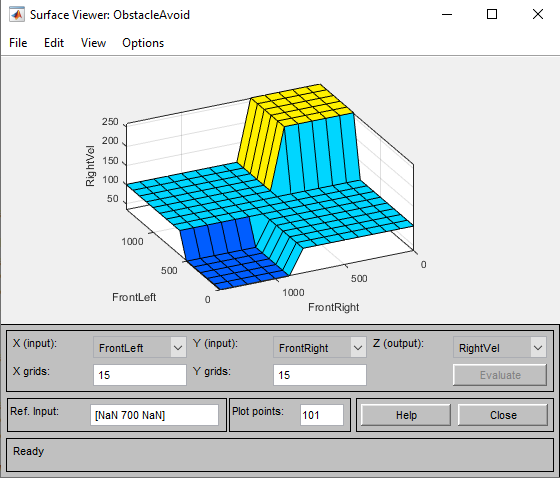 Surface Viewer: ObstacleAvoid
File Edit View Options
250
200
150
100
50
RightVel
1000
500
0
FrontLeft
1000
500
0
FrontRight
X (input): FrontLeft Y (input): FrontRight Z (output): RightVel
X grids: 15 Y grids: 15 Evaluate
Ref. Input: [NaN 700 NaN] Plot points: 101 Help Close
Ready